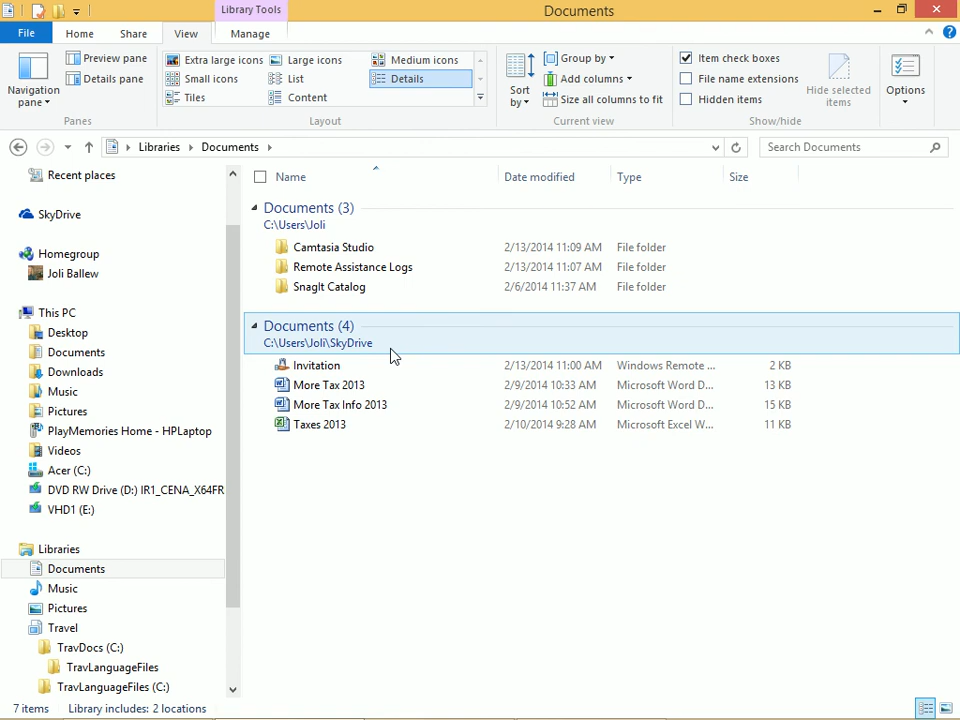 Library Tools
Documents
File
Home
Share
View
Manage
Navigation pane
Preview pane
Details pane
Panes
Extra large icons
Large icons
Medium icons
Small icons
List
Details
Tiles
Content
Layout
Sort by
Group by
Add columns
Size all columns to fit
Current view
Item check boxes
File name extensions
Hidden items
Hide selected items
Show/hide
Options
Libraries
Documents
Search Documents
Recent places
SkyDrive
Homegroup
Joli Ballew
This PC
Desktop
Documents
Downloads
Music
Pictures
PlayMemories Home - HPLaptop
Videos
Acer (C:)
DVD RW Drive (D:) IR1_CENA_X64FR
VHD1 (E:)
Libraries
Documents
Music
Pictures
Travel
TravDocs (C:)
TravLanguageFiles
TravLanguageFiles (C:)
Name Date modified Type Size
Documents (3)
C:\Users\Joli
Camtasia Studio 2/13/2014 11:09 AM File folder
Remote Assistance Logs 2/13/2014 11:07 AM File folder
SnagIt Catalog 2/6/2014 11:37 AM File folder
Documents (4)
C:\Users\Joli\SkyDrive
Invitation 2/13/2014 11:00 AM Windows Remote ... 2 KB
More Tax 2013 2/9/2014 10:33 AM Microsoft Word D... 13 KB
More Tax Info 2013 2/9/2014 10:52 AM Microsoft Word D... 15 KB
Taxes 2013 2/10/2014 9:28 AM Microsoft Excel W... 11 KB
7 items Library includes: 2 locations